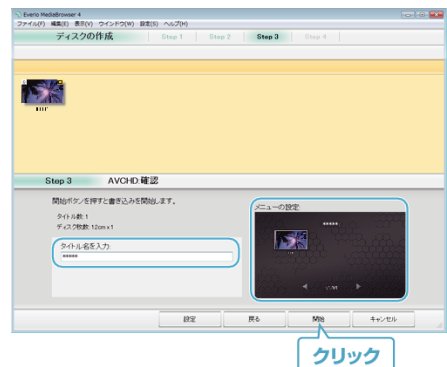 Everio MediaBrowser 4
ファイル(F) 編集(E) 表示(V) ウインドウ(W) 設定(S) ヘルプ(H)
ディスクの作成 Step 1 Step 2 Step 3 Step 4
Step 3 AVCHD:確認
開始ボタンを押すと書き込みを開始します。
タイトル数: 1
ディスク枚数: 12cm x 1
タイトル名を入力:
*****
メニューの設定:
*****
設定 戻る 開始 キャンセル
クリック